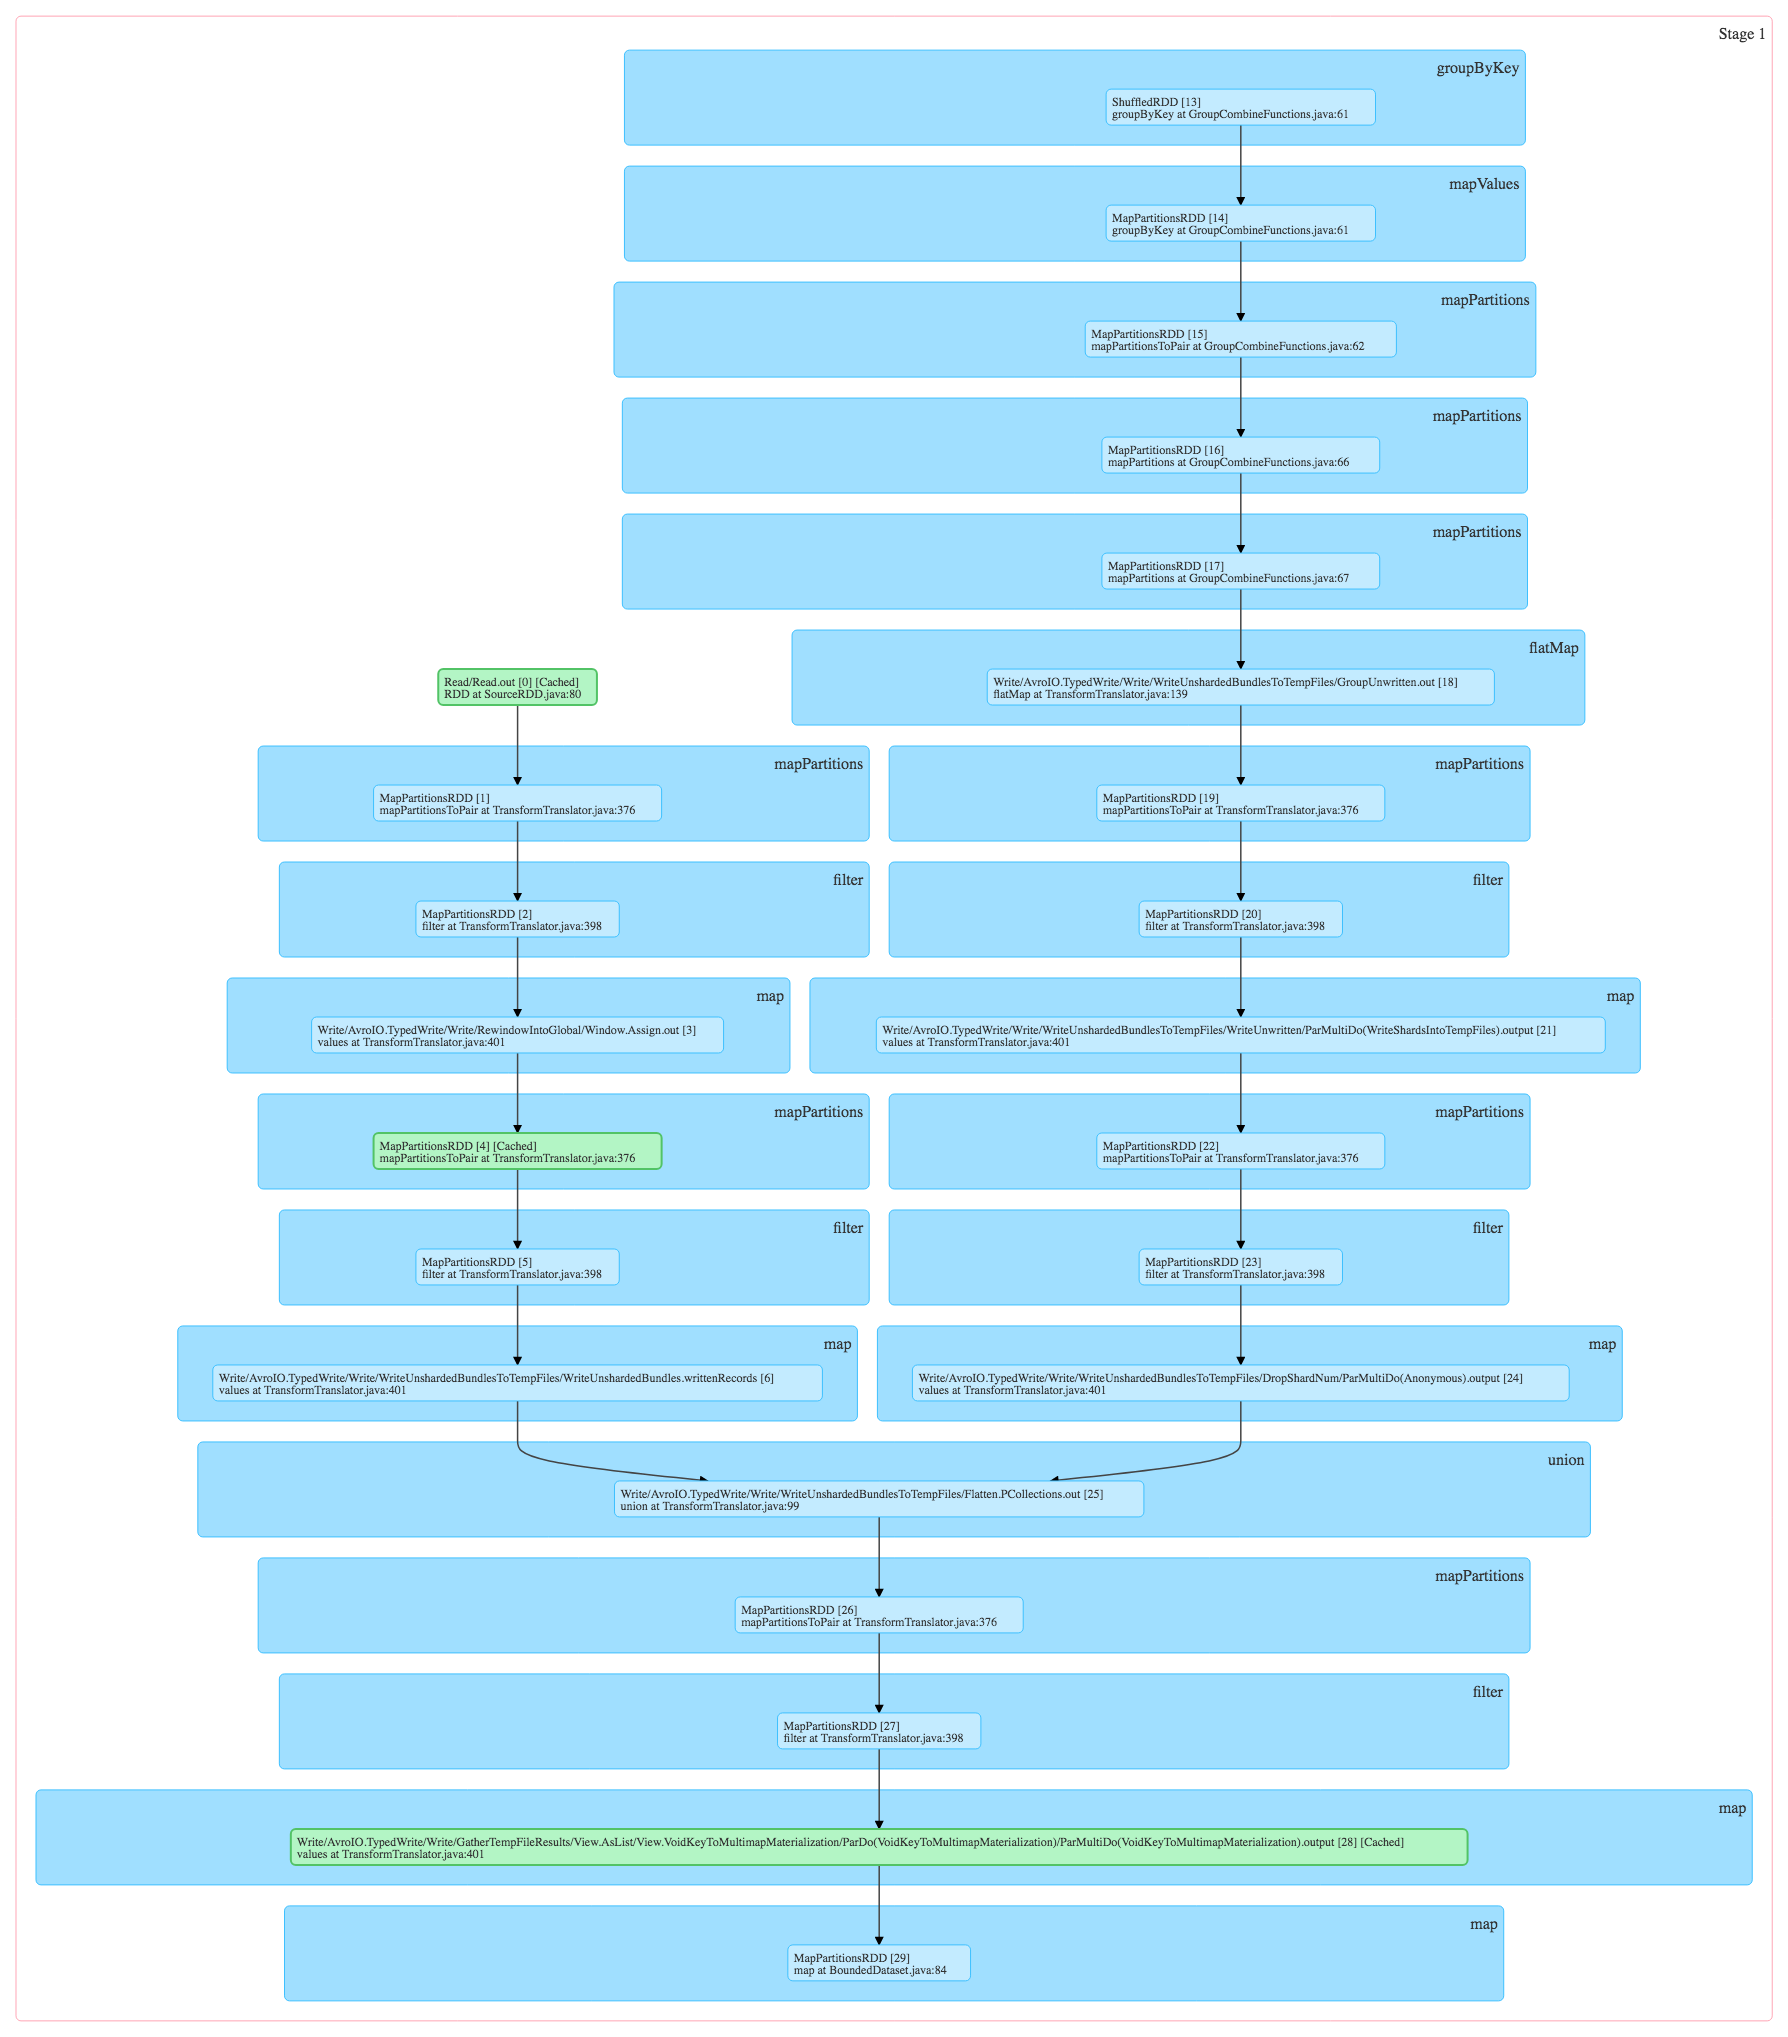 Stage 1
groupByKey
ShuffledRDD [13]
groupByKey at GroupCombineFunctions.java:61
mapValues
MapPartitionsRDD [14]
groupByKey at GroupCombineFunctions.java:61
mapPartitions
MapPartitionsRDD [15]
mapPartitionsToPair at GroupCombineFunctions.java:62
mapPartitions
MapPartitionsRDD [16]
mapPartitions at GroupCombineFunctions.java:66
mapPartitions
MapPartitionsRDD [17]
mapPartitions at GroupCombineFunctions.java:67
flatMap
Read/Read.out [0] [Cached]
RDD at SourceRDD.java:80
Write/AvroIO.TypedWrite/Write/WriteUnshardedBundlesToTempFiles/GroupUnwritten.out [18]
flatMap at TransformTranslator.java:139
mapPartitions
MapPartitionsRDD [1]
mapPartitionsToPair at TransformTranslator.java:376
mapPartitions
MapPartitionsRDD [19]
mapPartitionsToPair at TransformTranslator.java:376
filter
MapPartitionsRDD [2]
filter at TransformTranslator.java:398
filter
MapPartitionsRDD [20]
filter at TransformTranslator.java:398
map
Write/AvroIO.TypedWrite/Write/RewindowIntoGlobal/Window.Assign.out [3]
values at TransformTranslator.java:401
map
Write/AvroIO.TypedWrite/Write/WriteUnshardedBundlesToTempFiles/WriteUnwritten/ParMultiDo(WriteShardsIntoTempFiles).output [21]
values at TransformTranslator.java:401
mapPartitions
MapPartitionsRDD [4] [Cached]
mapPartitionsToPair at TransformTranslator.java:376
mapPartitions
MapPartitionsRDD [22]
mapPartitionsToPair at TransformTranslator.java:376
filter
MapPartitionsRDD [5]
filter at TransformTranslator.java:398
filter
MapPartitionsRDD [23]
filter at TransformTranslator.java:398
map
Write/AvroIO.TypedWrite/Write/WriteUnshardedBundlesToTempFiles/WriteUnshardedBundles.writtenRecords [6]
values at TransformTranslator.java:401
map
Write/AvroIO.TypedWrite/Write/WriteUnshardedBundlesToTempFiles/DropShardNum/ParMultiDo(Anonymous).output [24]
values at TransformTranslator.java:401
union
Write/AvroIO.TypedWrite/Write/WriteUnshardedBundlesToTempFiles/Flatten.PCollections.out [25]
union at TransformTranslator.java:99
mapPartitions
MapPartitionsRDD [26]
mapPartitionsToPair at TransformTranslator.java:376
filter
MapPartitionsRDD [27]
filter at TransformTranslator.java:398
map
Write/AvroIO.TypedWrite/Write/GatherTempFileResults/View.AsList/View.VoidKeyToMultimapMaterialization/ParDo(VoidKeyToMultimapMaterialization)/ParMultiDo(VoidKeyToMultimapMaterialization).output [28] [Cached]
values at TransformTranslator.java:401
map
MapPartitionsRDD [29]
map at BoundedDataset.java:84